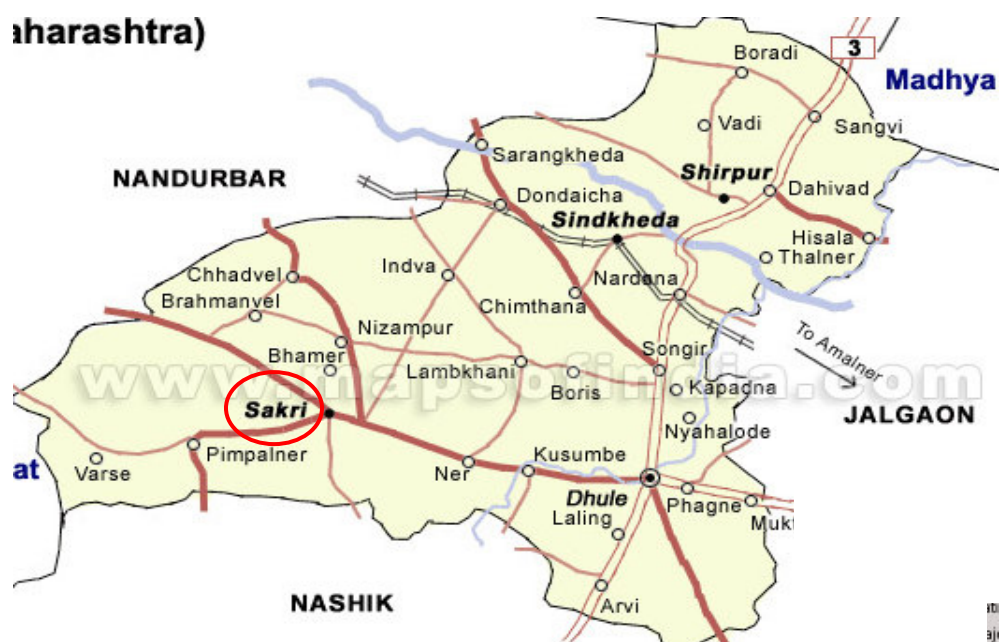 aharashtra)
3
Boradi
Madhya
Vadi
Sangvi
Sarangkheda
NANDURBAR
Shirpur
Dahivad
Dondaicha
Sindkheda
Hisala
Thalner
Chhadvel
Indva
Nardana
Brahmanvel
Chimthana
Nizampur
To Amalner
Bhamer
Songir
Lambkhani
www.mapsofindia.com
Boris
Kapadna
Sakri
JALGAON
Nyahalode
Pimpalner
Kusumbe
at
Varse
Ner
Dhule
Phagne
Laling
Mukt
NASHIK
Arvi